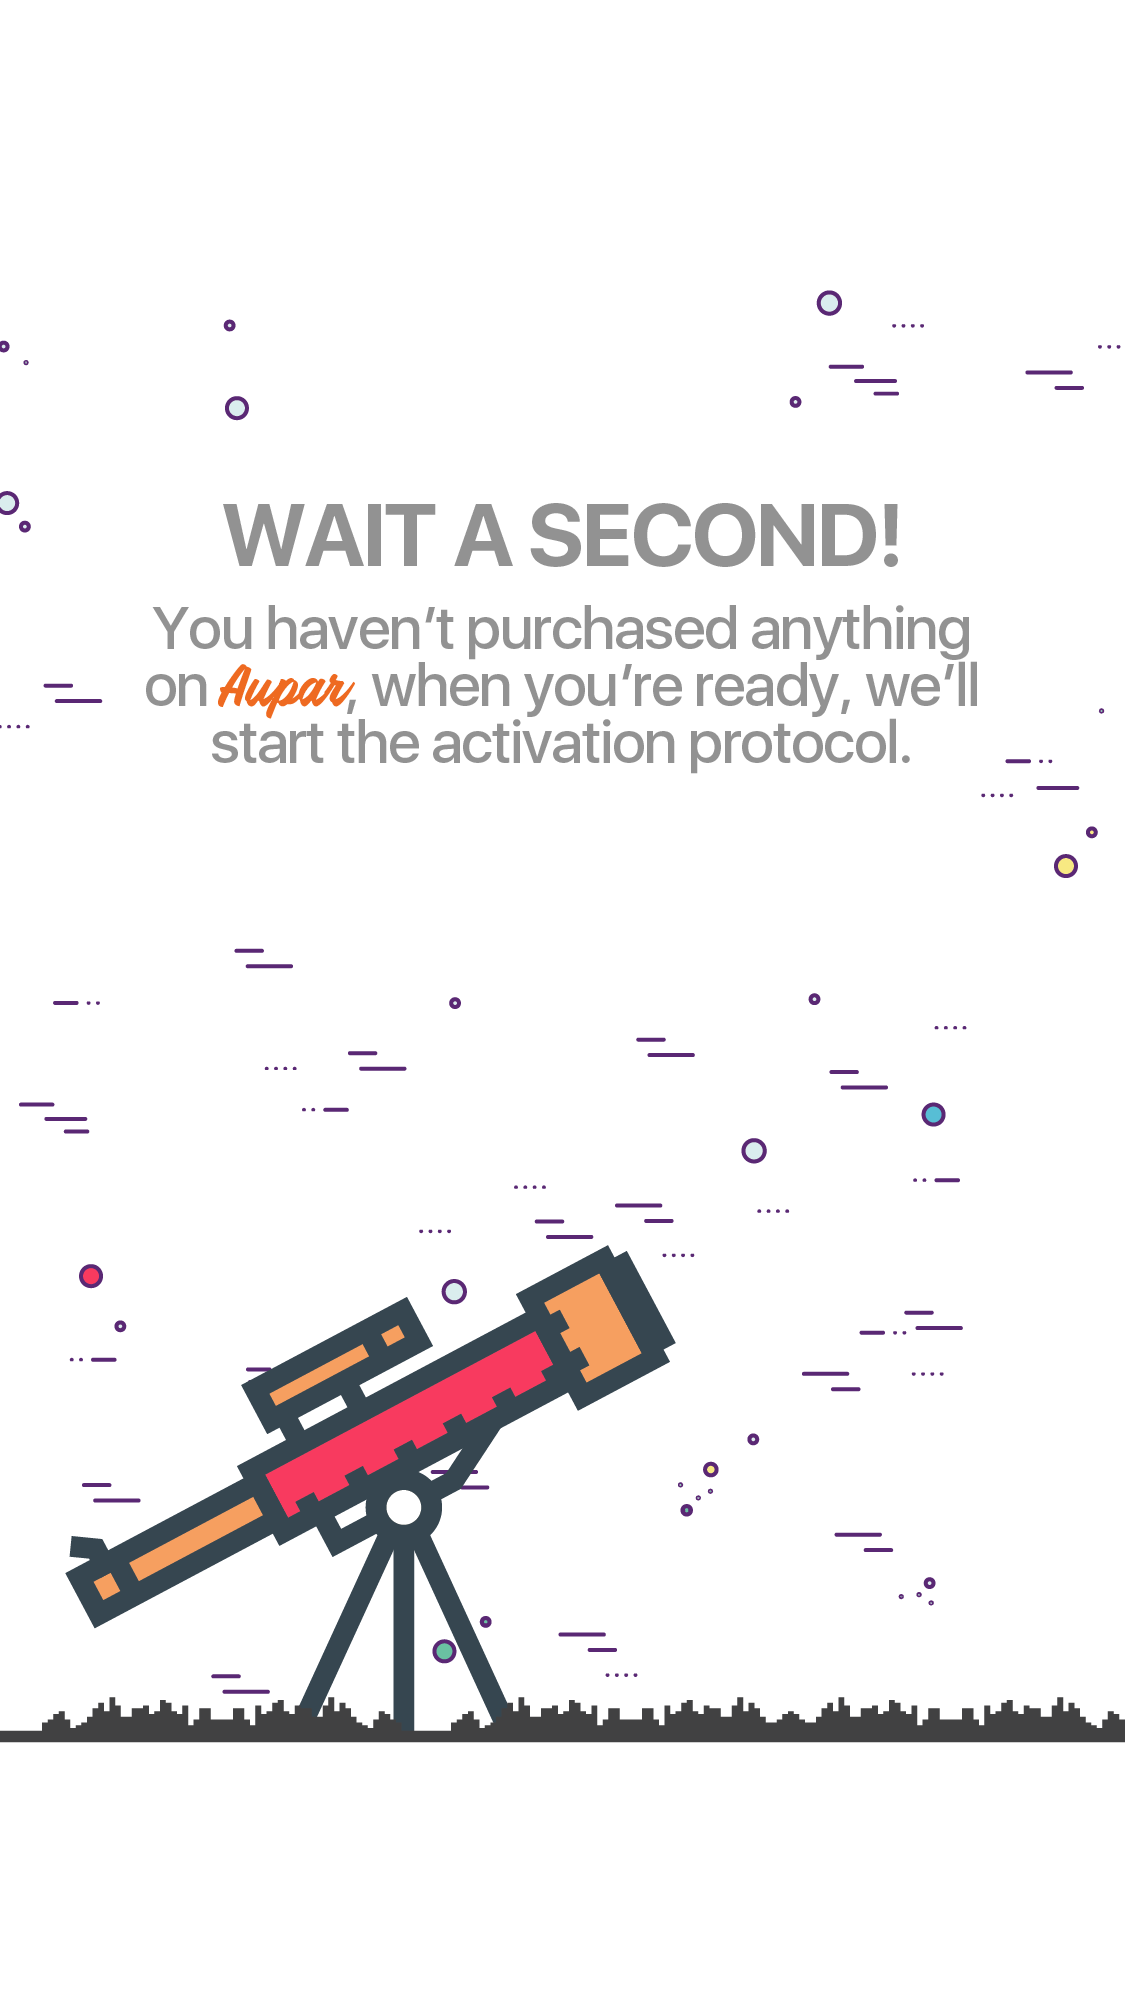 WAIT A SECOND!
You haven’t purchased anything
on Aupar, when you‘re ready, we‘ll
start the activation protocol.